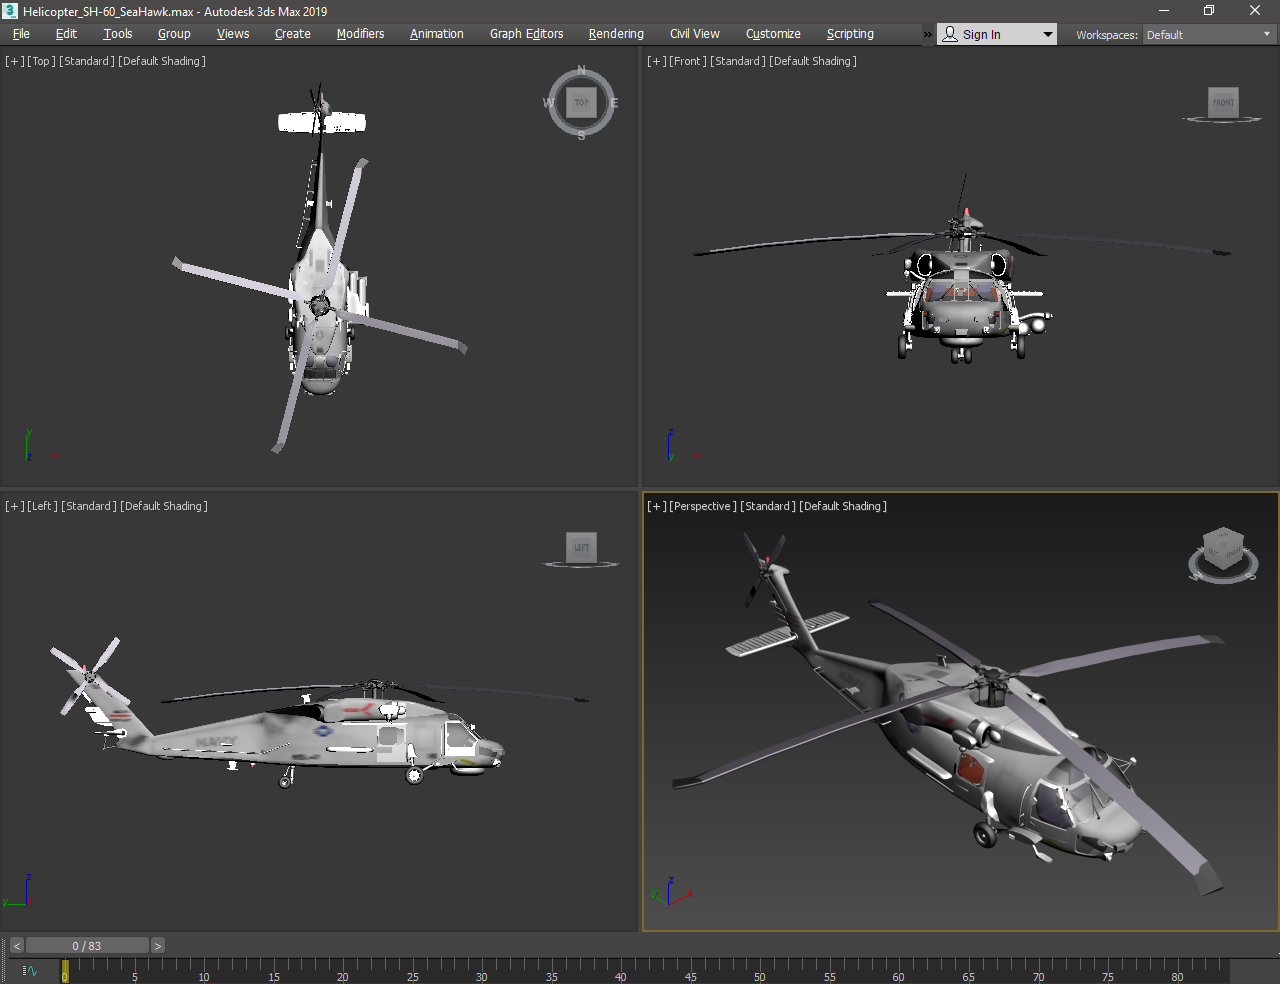 Helicopter_SH-60_SeaHawk.max - Autodesk 3ds Max 2019
File Edit Tools Group Views Create Modifiers Animation Graph Editors Rendering Civil View Customize Scripting » Sign In Workspaces: Default
[+] [Top] [Standard] [Default Shading]
[+] [Front] [Standard] [Default Shading]
N
W TOP E
S
FRONT
y
z x
z
y x
[+] [Left] [Standard] [Default Shading]
[+] [Perspective] [Standard] [Default Shading]
LEFT
S
NAVY
z
y
z
y x
< 0 / 83 >
0 5 10 15 20 25 30 35 40 45 50 55 60 65 70 75 80